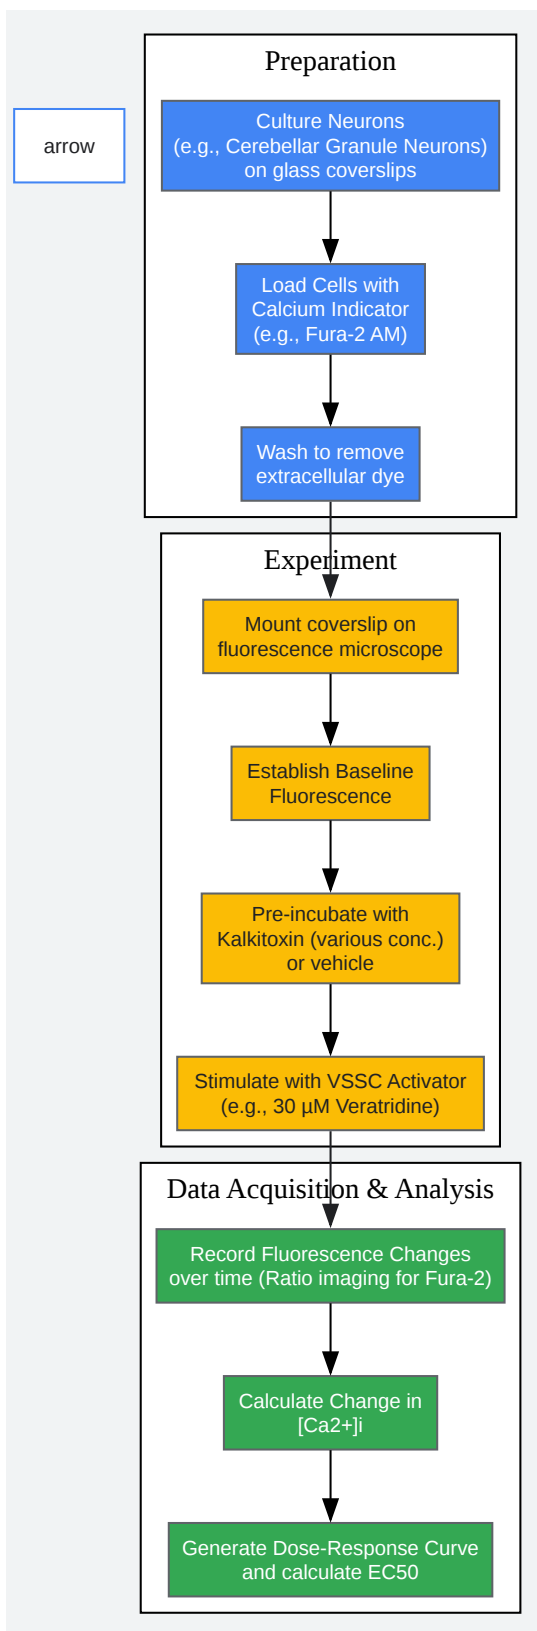 Preparation
arrow
Culture Neurons
(e.g., Cerebellar Granule Neurons)
on glass coverslips
Load Cells with
Calcium Indicator
(e.g., Fura-2 AM)
Wash to remove
extracellular dye
Experiment
Mount coverslip on
fluorescence microscope
Establish Baseline
Fluorescence
Pre-incubate with
Kalkitoxin (various conc.)
or vehicle
Stimulate with VSSC Activator
(e.g., 30 µM Veratridine)
Data Acquisition & Analysis
Record Fluorescence Changes
over time (Ratio imaging for Fura-2)
Calculate Change in
[Ca2+]i
Generate Dose-Response Curve
and calculate EC50